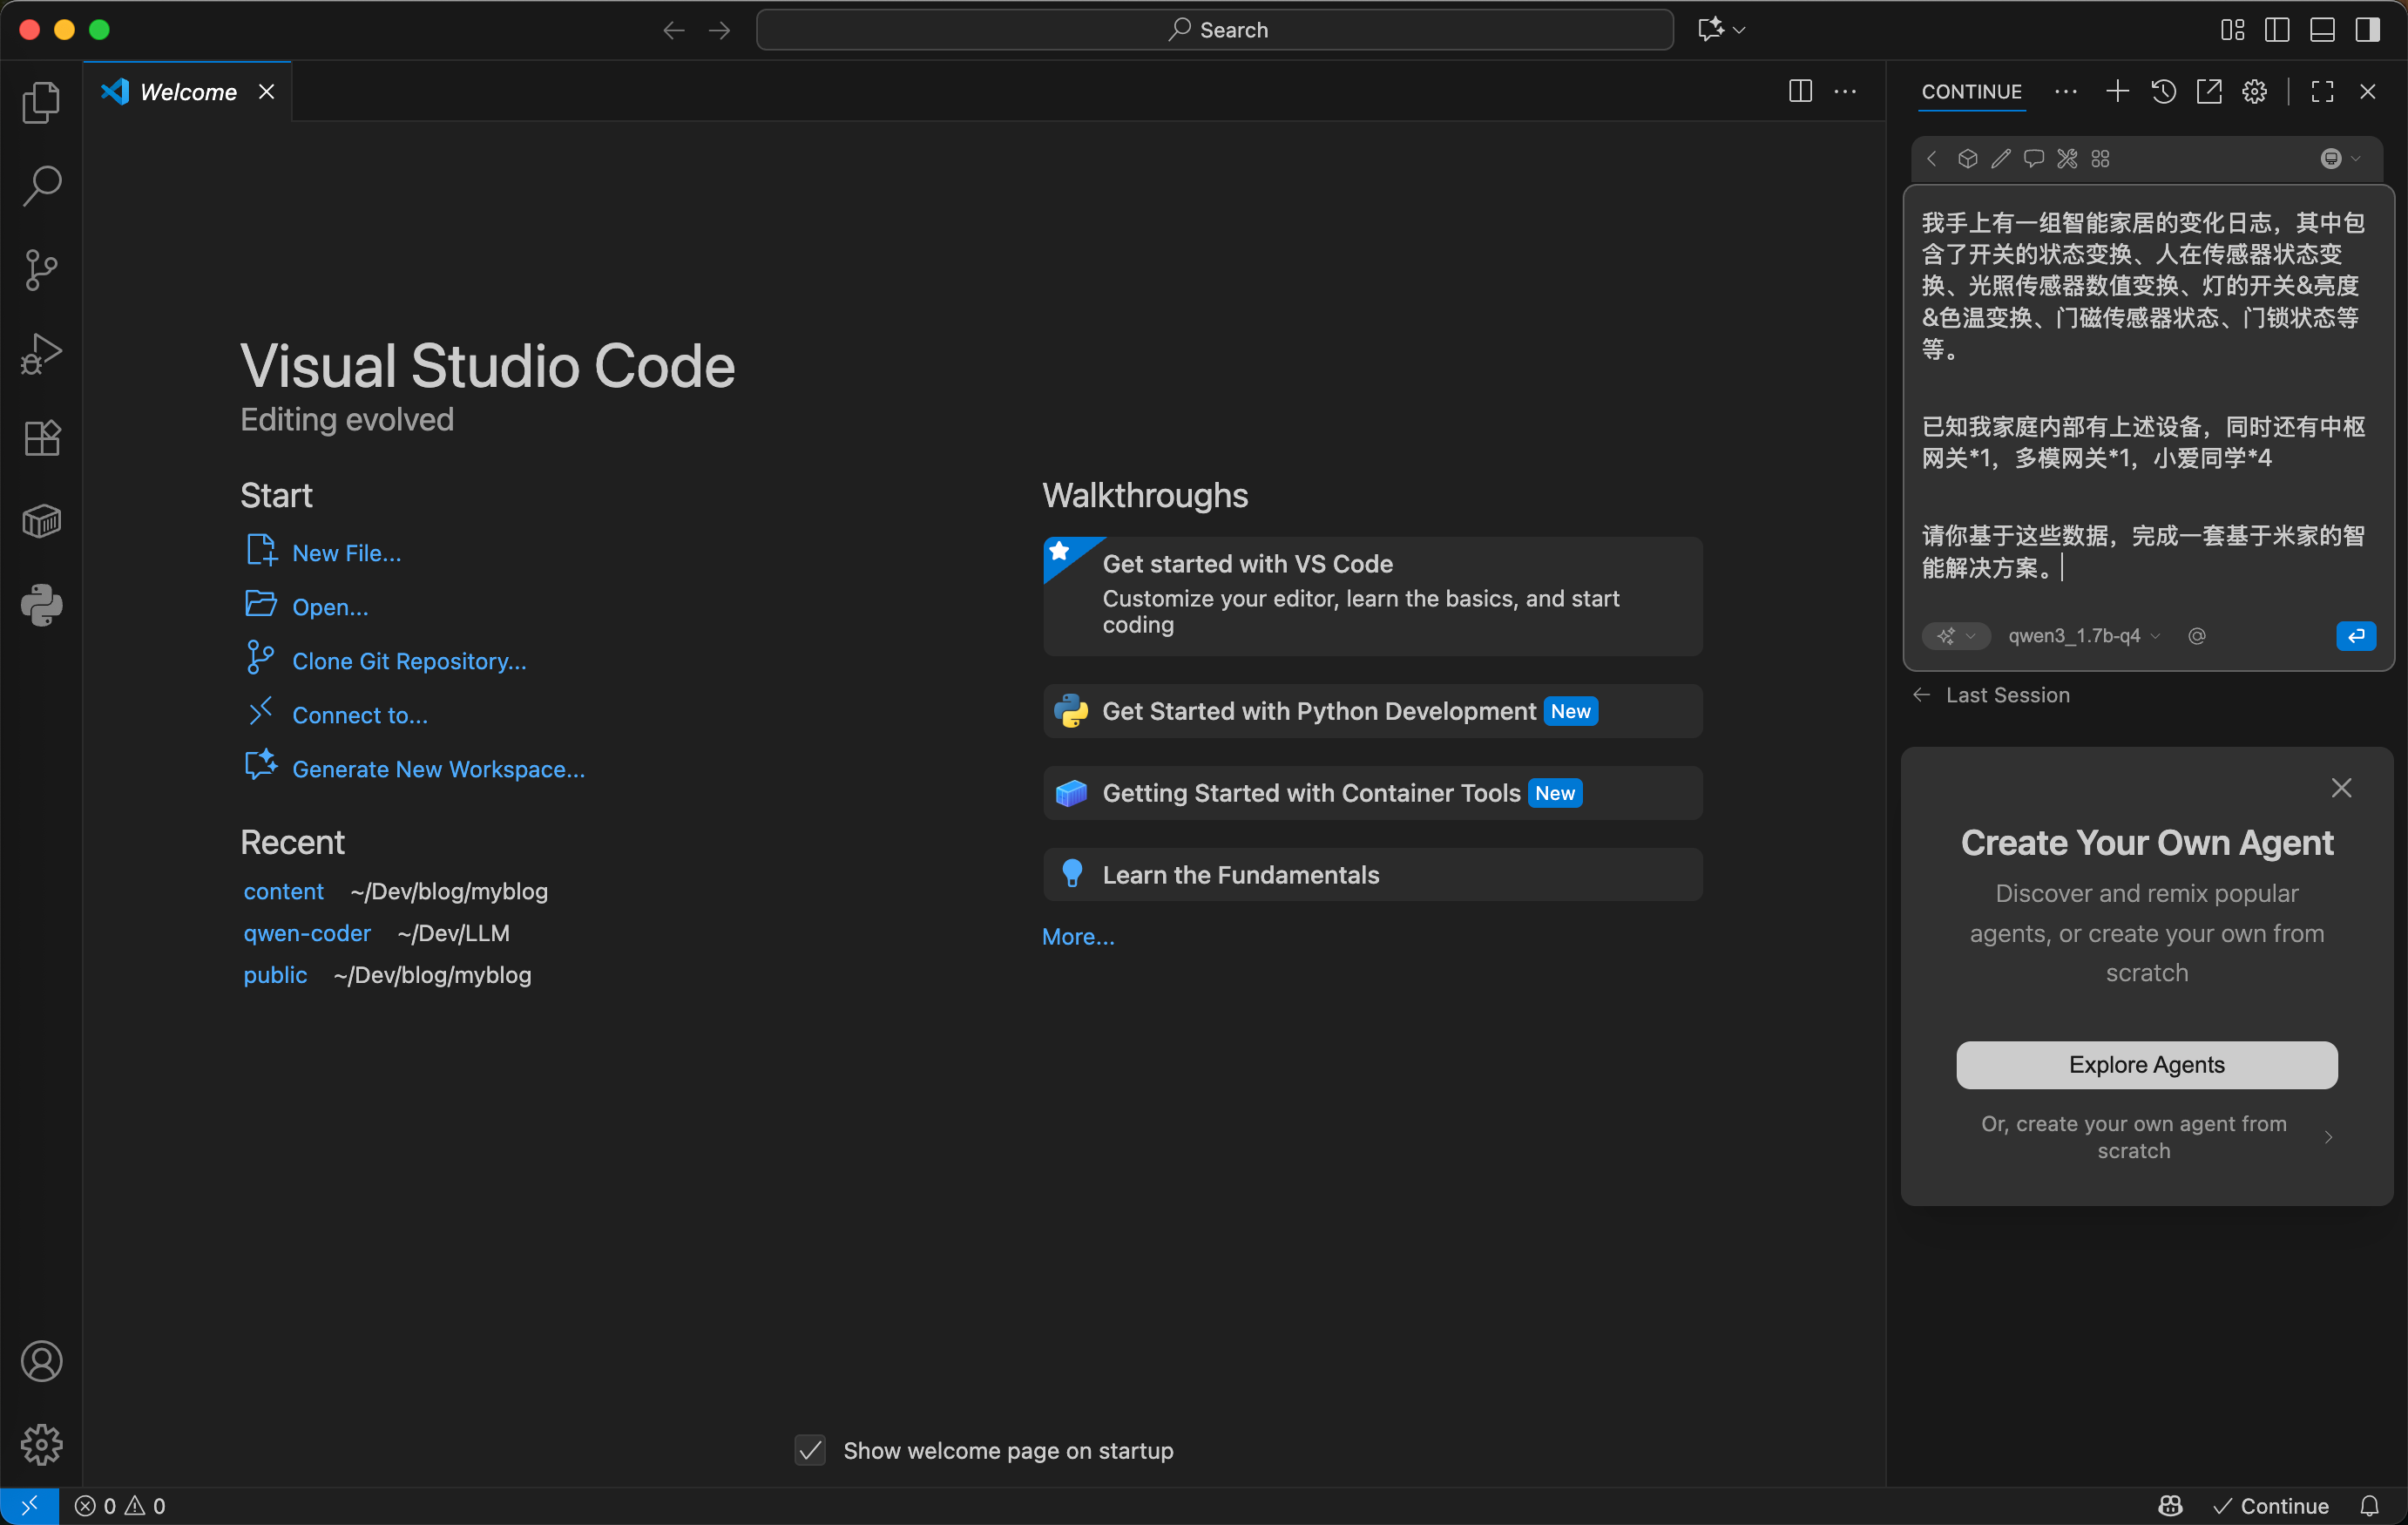 Search
Welcome
CONTINUE
Visual Studio Code
Editing evolved
Start
New File...
Open...
Clone Git Repository...
Connect to...
Generate New Workspace...
Recent
content ~/Dev/blog/myblog
qwen-coder ~/Dev/LLM
public ~/Dev/blog/myblog
Walkthroughs
Get started with VS Code
Customize your editor, learn the basics, and start
coding
Get Started with Python Development New
Getting Started with Container Tools New
Learn the Fundamentals
More...
Show welcome page on startup
我手上有一组智能家居的变化日志，其中包
含了开关的状态变换、人在传感器状态变
换、光照传感器数值变换、灯的开关&亮度
&色温变换、门磁传感器状态、门锁状态等
等。
已知我家庭内部有上述设备，同时还有中枢
网关*1，多模网关*1，小爱同学*4
请你基于这些数据，完成一套基于米家的智
能解决方案。
qwen3_1.7b-q4 @
Last Session
Create Your Own Agent
Discover and remix popular
agents, or create your own from
scratch
Explore Agents
Or, create your own agent from
scratch
0 0
Continue